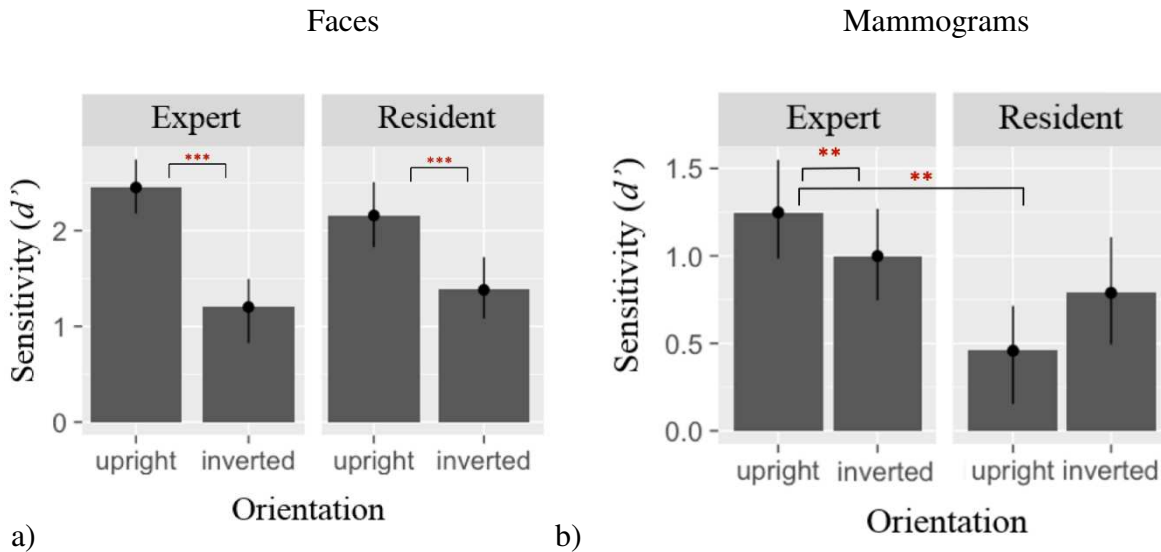 Faces
Mammograms
Expert
Resident
***
***
2
1
0
Sensitivity (d’)
upright
inverted
upright
inverted
Orientation
a)
Expert
Resident
**
**
1.5
1.0
0.5
0.0
Sensitivity (d’)
upright
inverted
upright
inverted
Orientation
b)